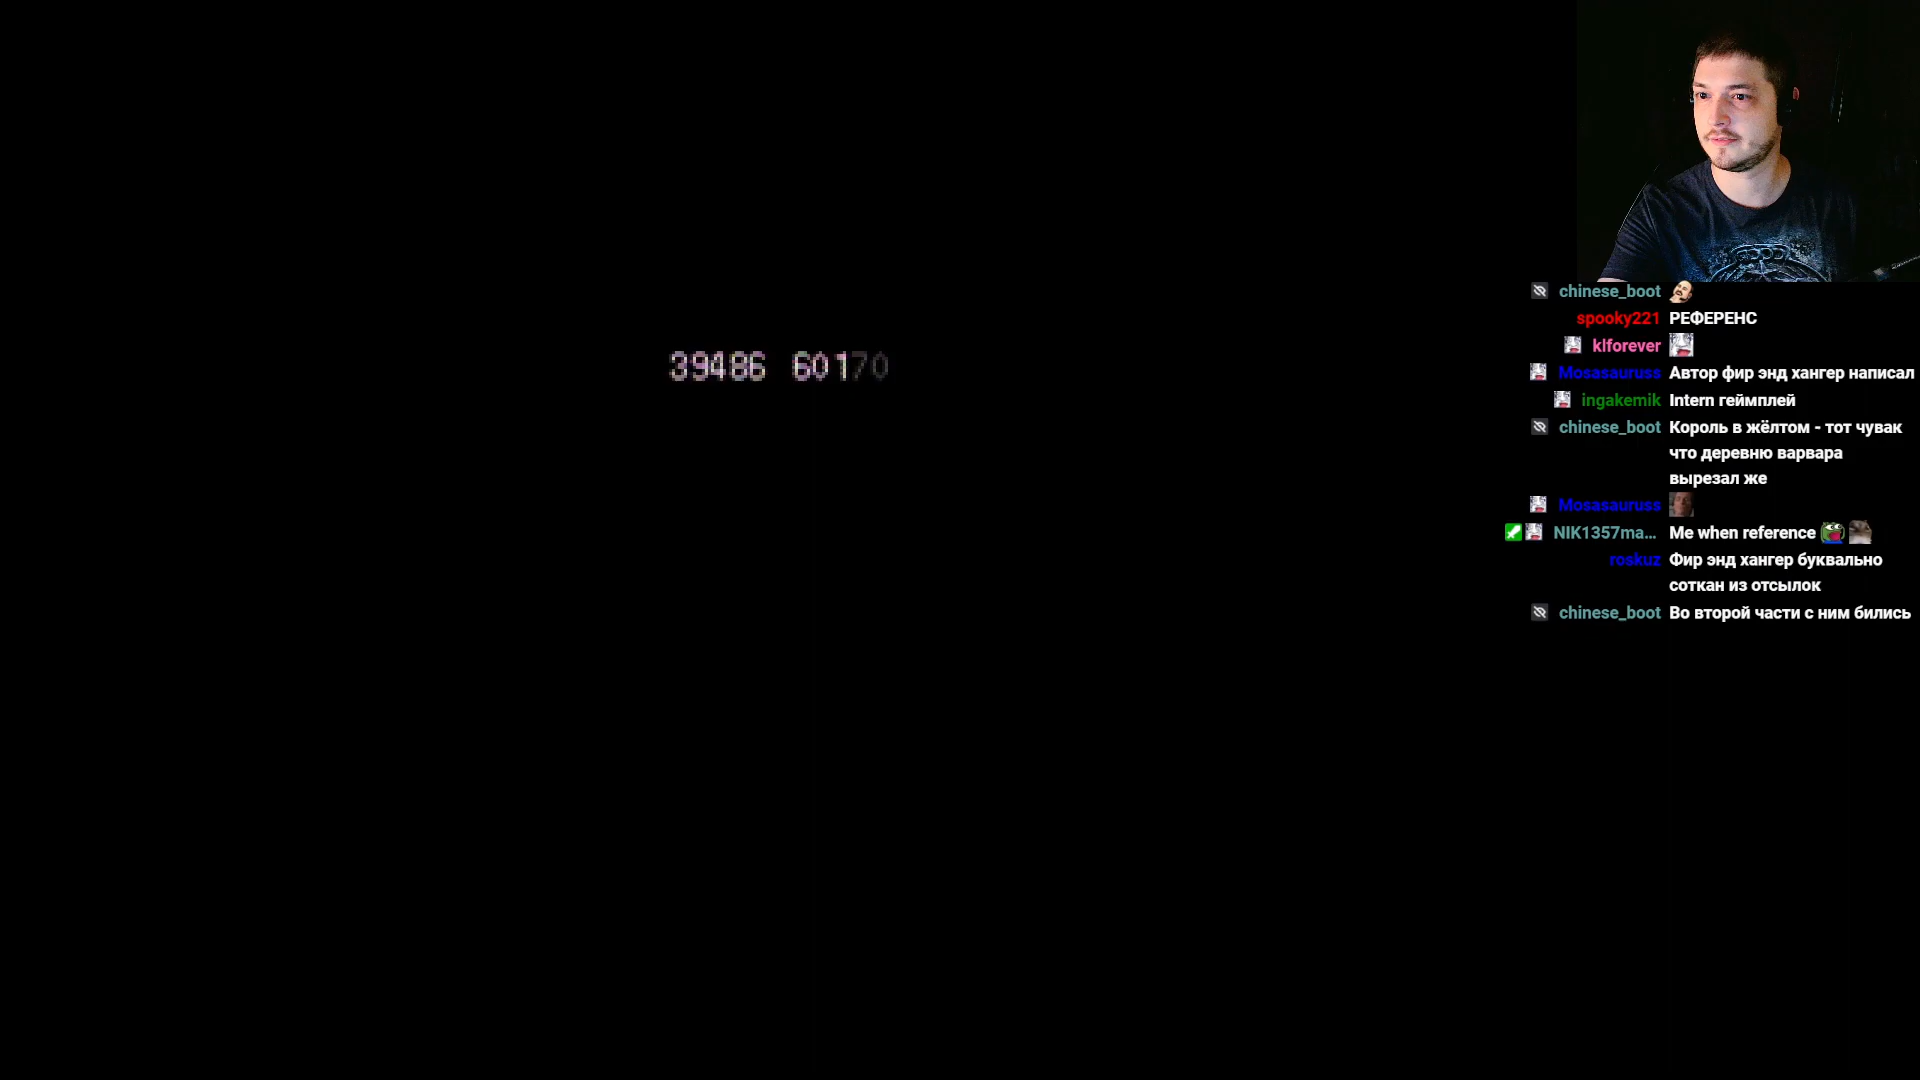 39486 60170
GOOD
chinese_boot
spooky221 РЕФЕРЕНС
klforever
Mosasauruss Автор фир энд хангер написал
ingakemik Intern геймплей
chinese_boot Король в жёлтом - тот чувак
что деревню варвара
вырезал же
Mosasauruss
NIK1357ma... Me when reference
roskuz Фир энд хангер буквально
соткан из отсылок
chinese_boot Во второй части с ним бились